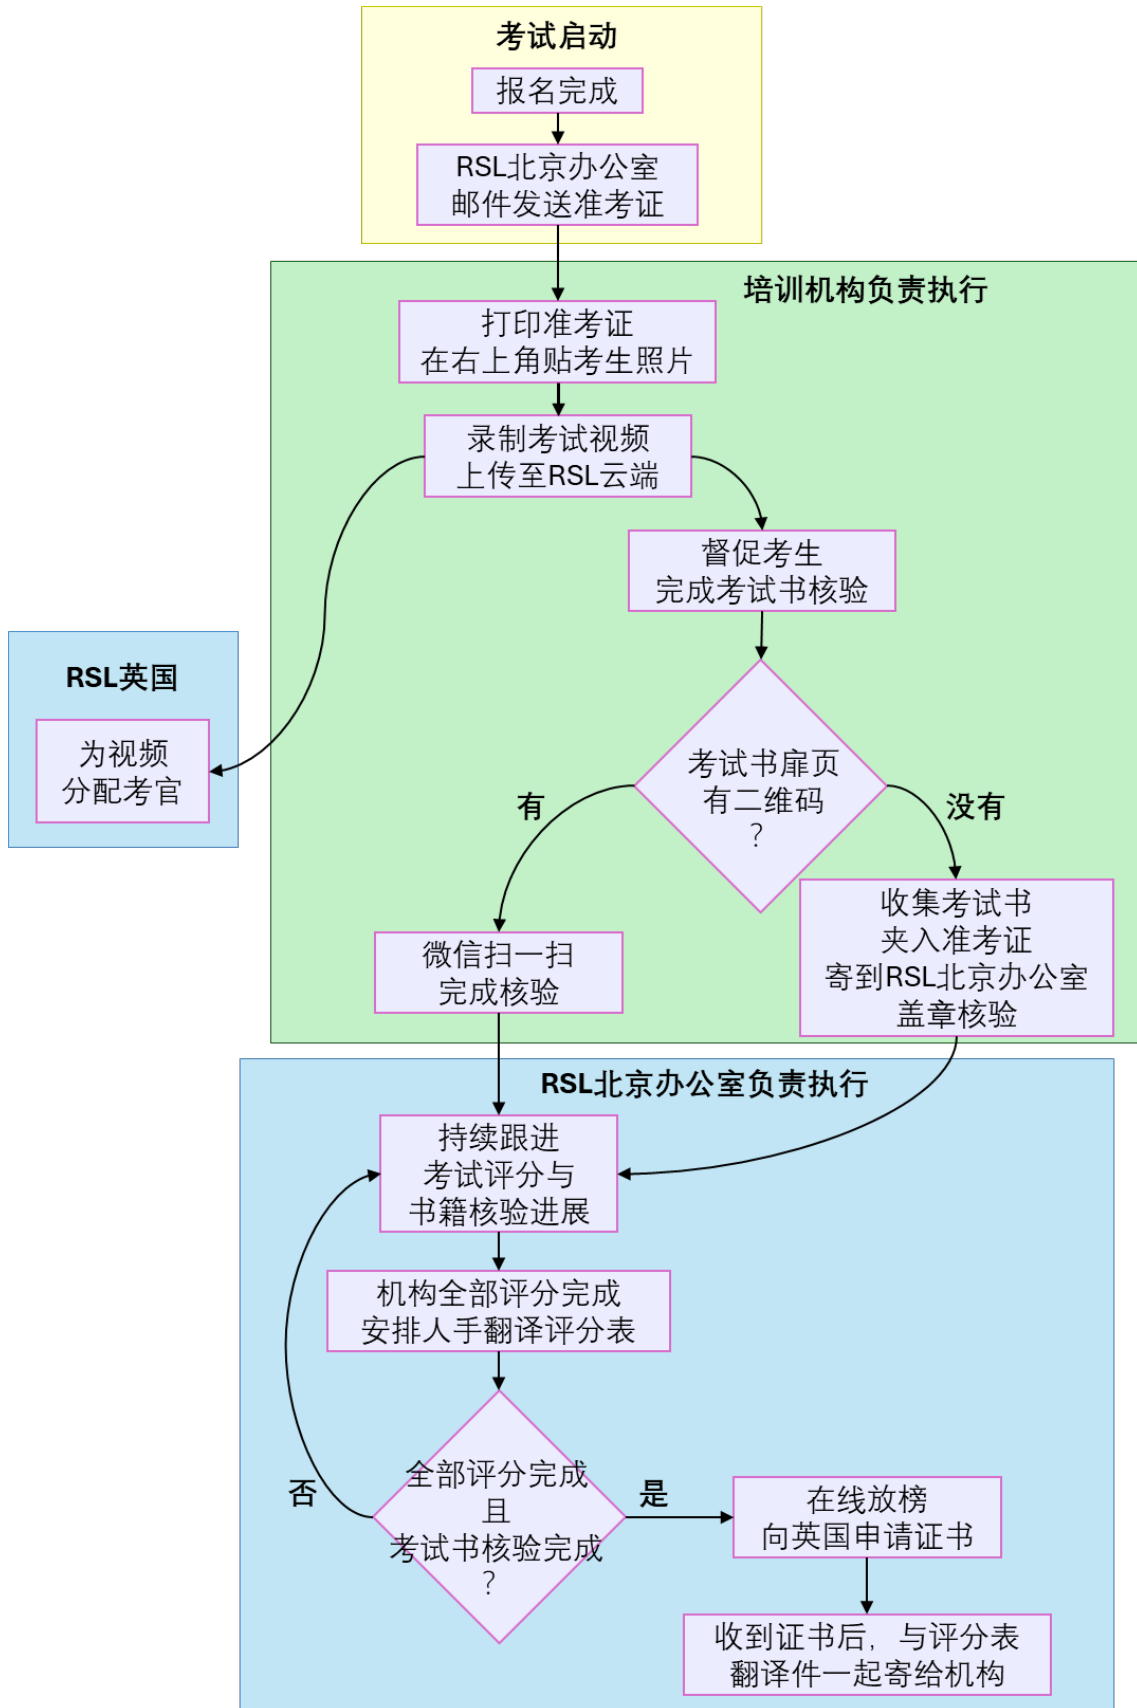 考试启动
报名完成
RSL北京办公室
邮件发送准考证
培训机构负责执行
打印准考证
在右上角贴考生照片
录制考试视频
上传至RSL云端
督促考生
完成考试书核验
RSL英国
为视频
分配考官
考试书扉页
有二维码
？
有
没有
微信扫一扫
完成核验
收集考试书
夹入准考证
寄到RSL北京办公室
盖章核验
RSL北京办公室负责执行
持续跟进
考试评分与
书籍核验进展
机构全部评分完成
安排人手翻译评分表
全部评分完成
且
考试书核验完成
？
否
是
在线放榜
向英国申请证书
收到证书后，与评分表
翻译件一起寄给机构